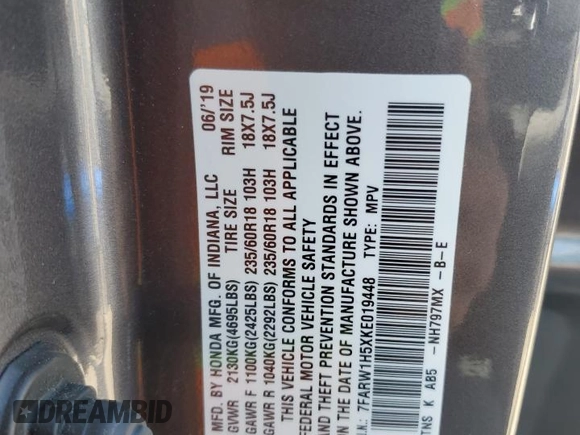 MFD. BY HONDA MFG. OF INDIANA, LLC 06/'19
GVWR 2130KG(4695LBS) TIRE SIZE RIM SIZE
GAWR F 1100KG(2425LBS) 235/60R18 103H 18X7.5J
GAWR R 1040KG(2292LBS) 235/60R18 103H 18X7.5J
THIS VEHICLE CONFORMS TO ALL APPLICABLE
FEDERAL MOTOR VEHICLE SAFETY
AND THEFT PREVENTION STANDARDS IN EFFECT
ON THE DATE OF MANUFACTURE SHOWN ABOVE.
V.I.N.: 7FARW1H5XKE019448 TYPE: MPV
TNS K AB5 -NH797MX -B-E
DREAMBID